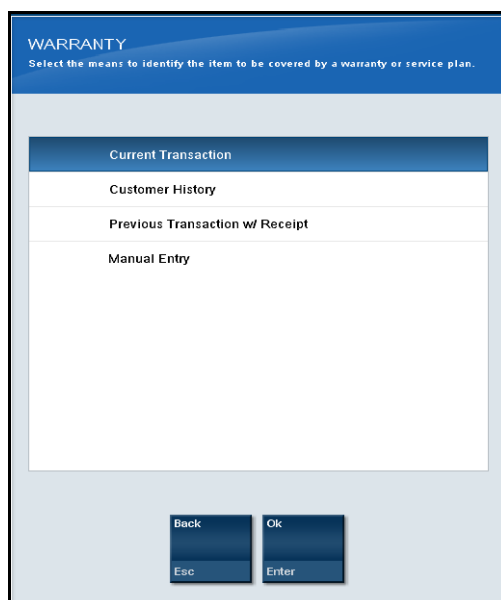 WARRANTY
Select the means to identify the item to be covered by a warranty or service plan.
Current Transaction
Customer History
Previous Transaction w/ Receipt
Manual Entry
Back Ok
Esc Enter